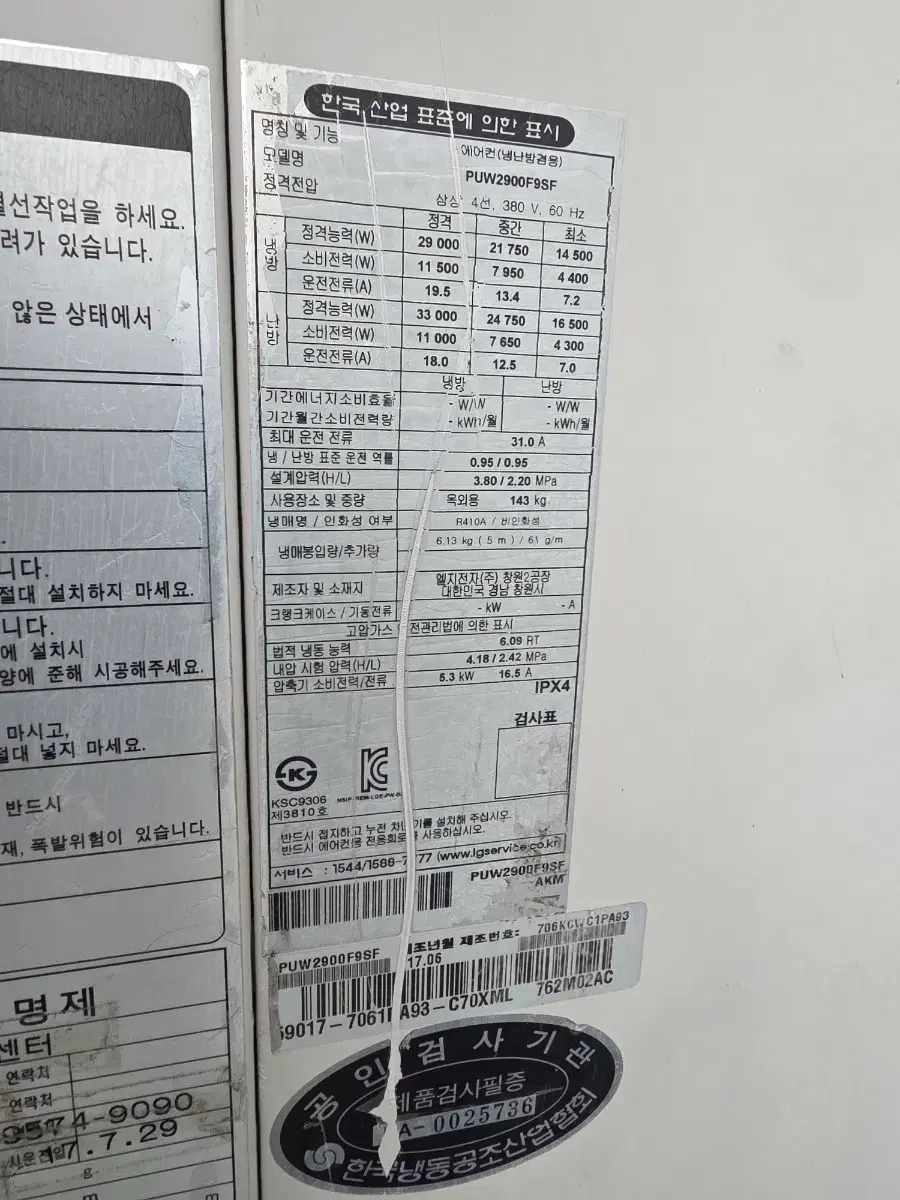 결선작업을 하세요.
려가 있습니다.
않은 상태에서
니다.
절대 설치하지 마세요.
니다.
에 설치시
양에 준해 시공해주세요.
마시고,
절대 넣지 마세요.
반드시
재, 폭발위험이 있습니다.
명제
센터
연락처
연락처
9574-9090
시운전일 17.7.29
g
m m
한국 산업 표준에 의한 표시
명칭 및 기능 에어컨(냉난방겸용)
모델명 PUW2900F9SF
정격전압 삼상 4선, 380 V, 60 Hz
정격 중간 최소
냉방
정격능력(W) 29 000 21 750 14 500
소비전력(W) 11 500 7 950 4 400
운전전류(A) 19.5 13.4 7.2
난방
정격능력(W) 33 000 24 750 16 500
소비전력(W) 11 000 7 650 4 300
운전전류(A) 18.0 12.5 7.0
냉방 난방
기간에너지소비효율 - W/W - W/W
기간월간소비전력량 - kWh/월 - kWh/월
최대 운전 전류 31.0 A
냉 / 난방 표준 운전 역률 0.95 / 0.95
설계압력(H/L) 3.80 / 2.20 MPa
사용장소 및 중량 옥외용 143 kg
냉매명 / 인화성 여부 R410A / 비인화성
냉매봉입량/추가량 6.13 kg ( 5 m ) / 61 g/m
제조자 및 소재지 엘지전자(주) 창원2공장
대한민국 경남 창원시
크랭크케이스 / 기동전류 - kW - A
고압가스 안전관리법에 의한 표시
법적 냉동 능력 6.09 RT
내압 시험 압력(H/L) 4.18 / 2.42 MPa
압축기 소비전력/전류 5.3 kW 16.5 A
IPX4
검사표
KSC9306
제3810호
MSIP-REM-LGE-PW-0
반드시 접지하고 누전 차단기를 설치해 주십시오.
반드시 에어컨용 전용회로를 사용하십시오.
서비스 : 1544/1588-7777 (www.lgservice.co.kr)
PUW2900F9SF
AKM
PUW2900F9SF 제조년월 제조번호: 706KCWC1PA93
17.06
59017-7061PA93-C70XML 762M02AC
공인검사기관
제품검사필증
A-0025736
한국냉동공조산업협회